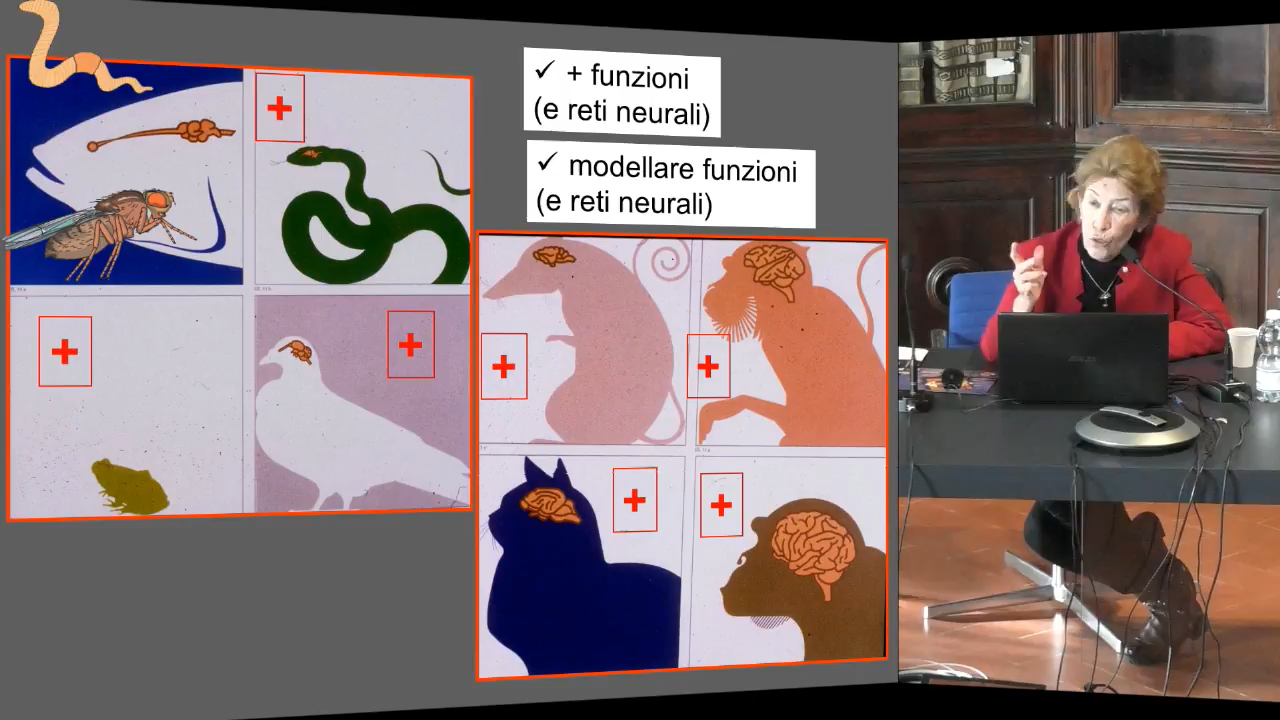 ✓ + funzioni
(e reti neurali)
✓ modellare funzioni
(e reti neurali)
+
+
+
+
+
+
+